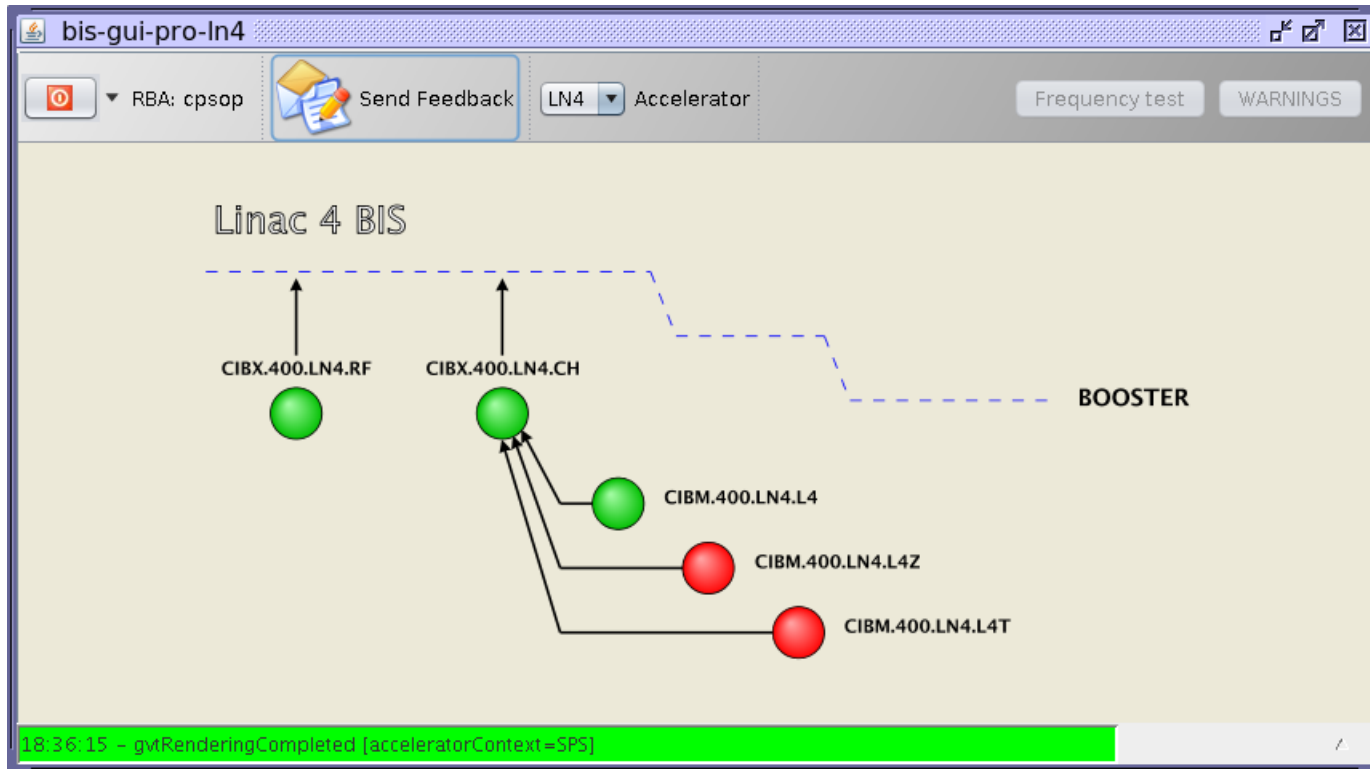 bis-gui-pro-ln4
RBA: cpsop
Send Feedback
LN4
Accelerator
Frequency test
WARNINGS
Linac 4 BIS
CIBX.400.LN4.RF
CIBX.400.LN4.CH
BOOSTER
CIBM.400.LN4.L4
CIBM.400.LN4.L4Z
CIBM.400.LN4.L4T
18:36:15 – gvtRenderingCompleted [acceleratorContext=SPS]